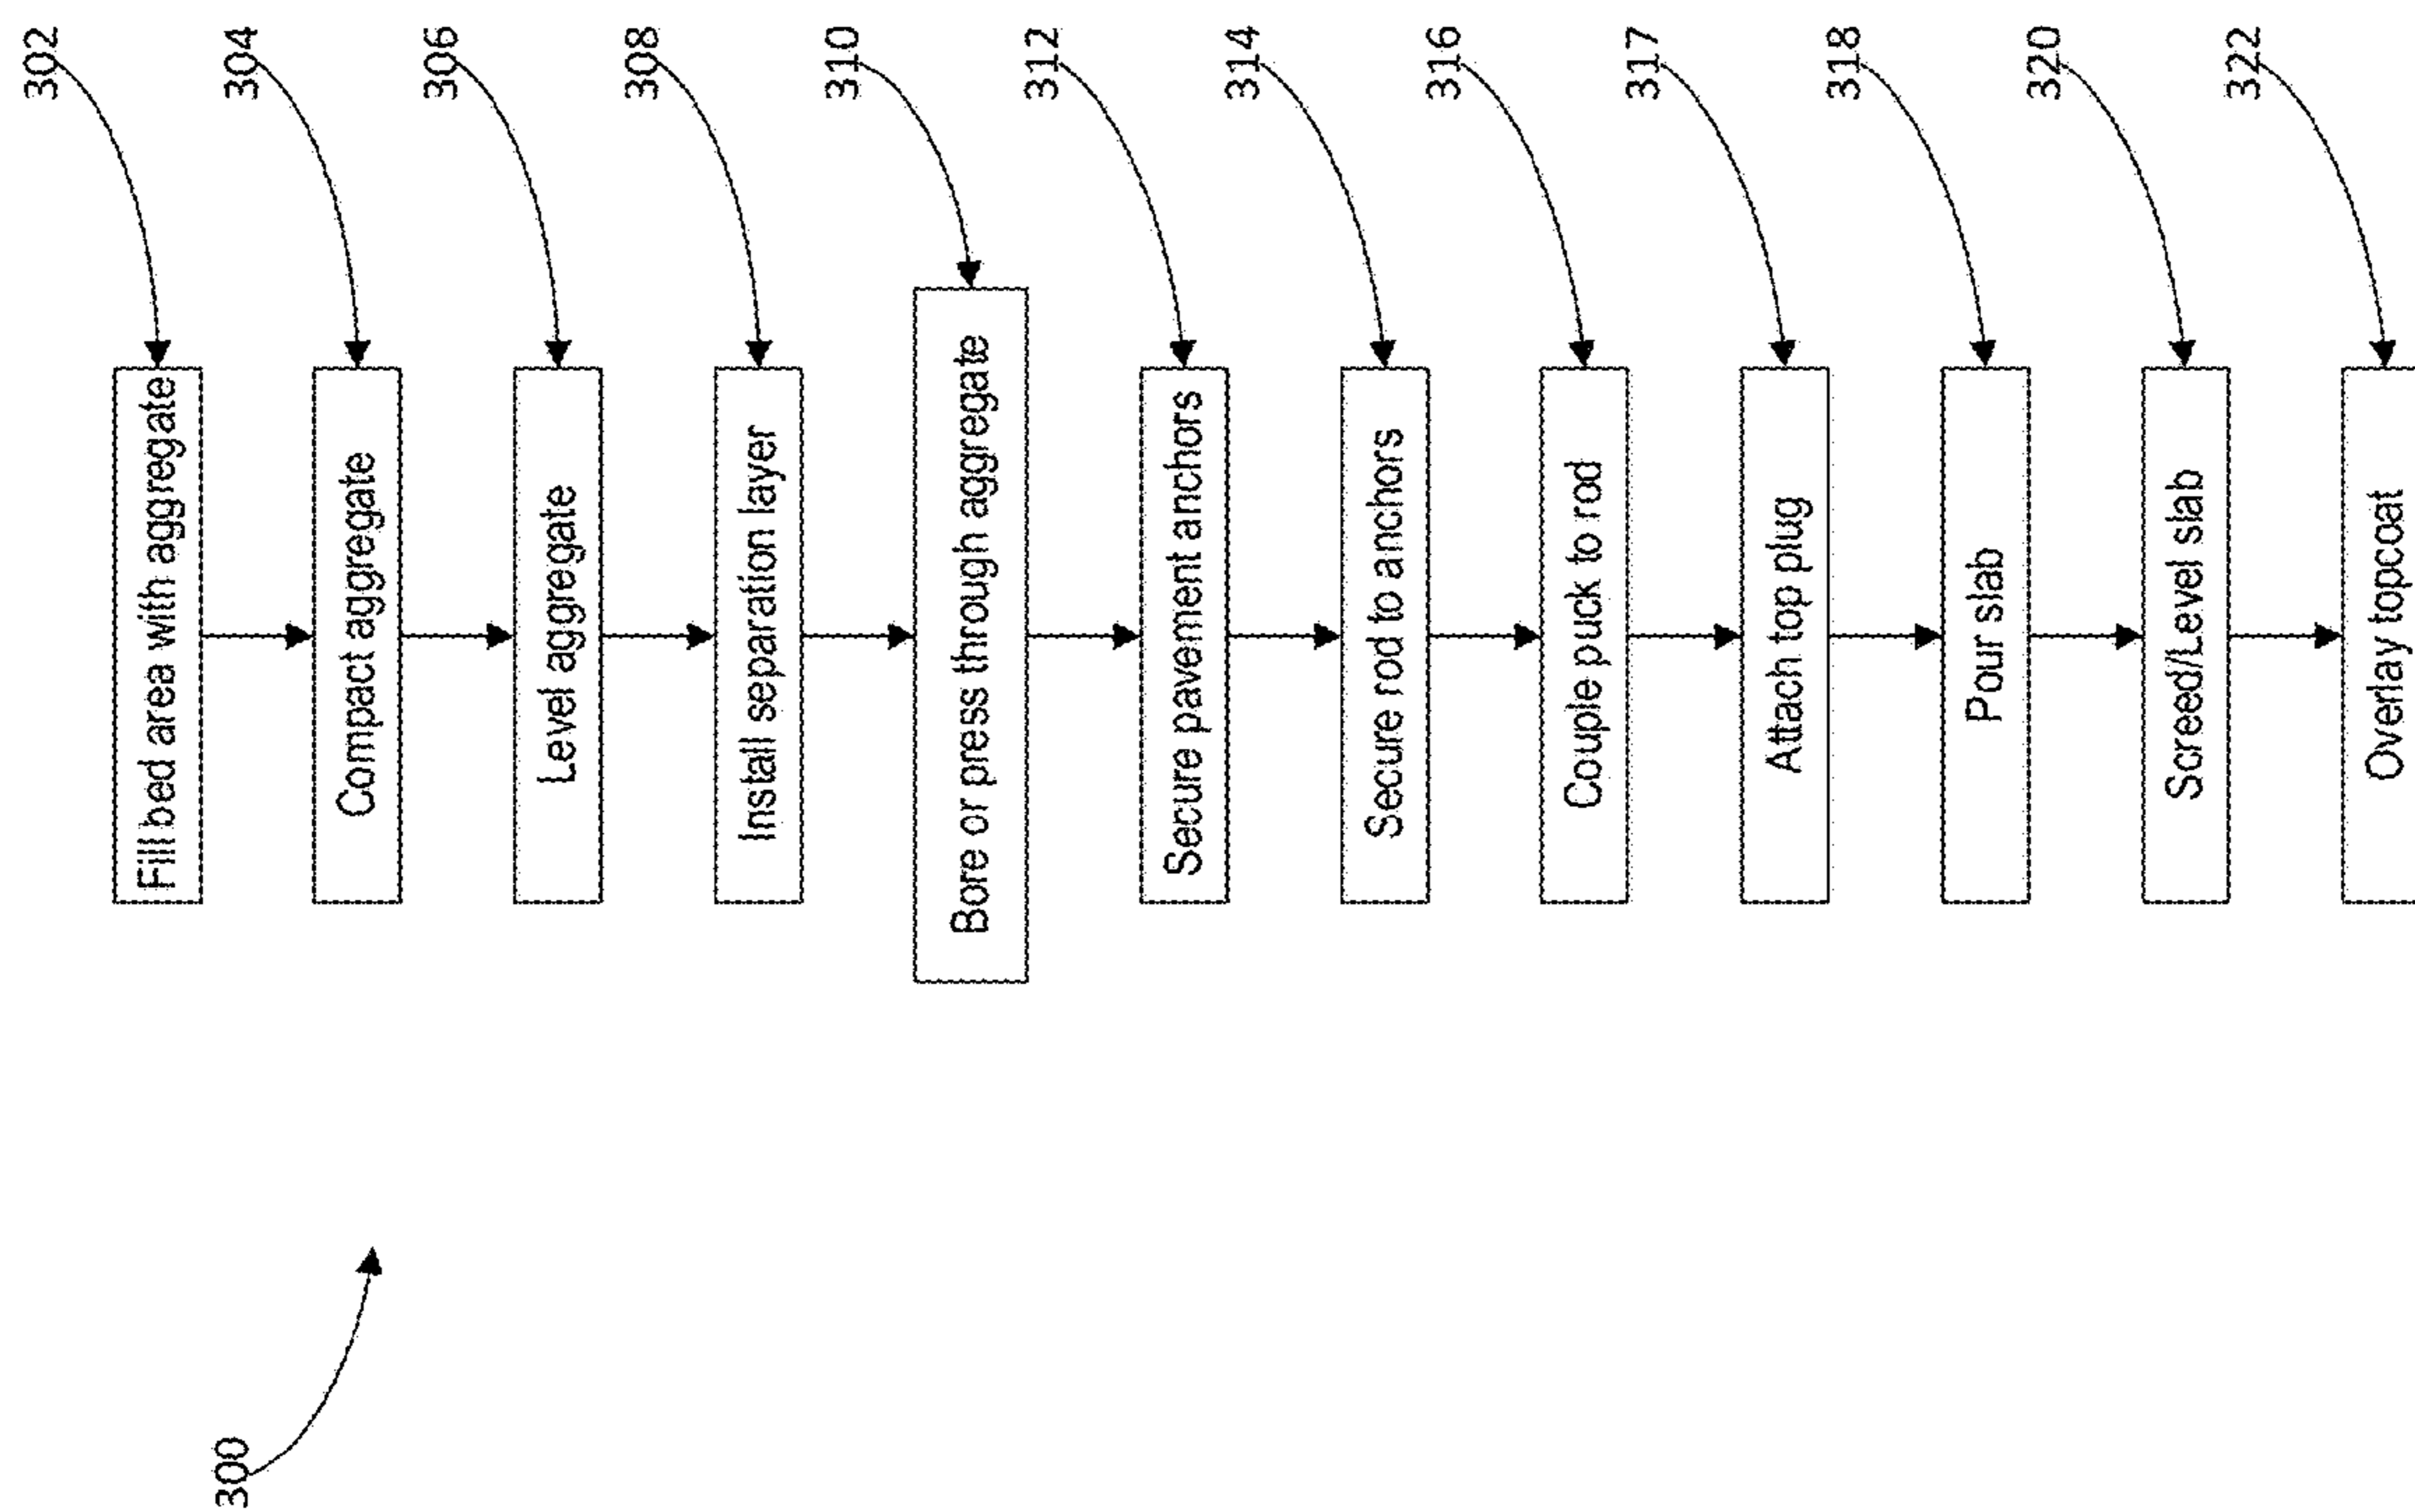 300
Fill bed area with aggregate
302
Compact aggregate
304
Level aggregate
306
Install separation layer
308
Bore or press through aggregate
310
Secure pavement anchors
312
Secure rod to anchors
314
Couple puck to rod
316
Attach top plug
317
Pour slab
318
Screed/Level slab
320
Overlay topcoat
322